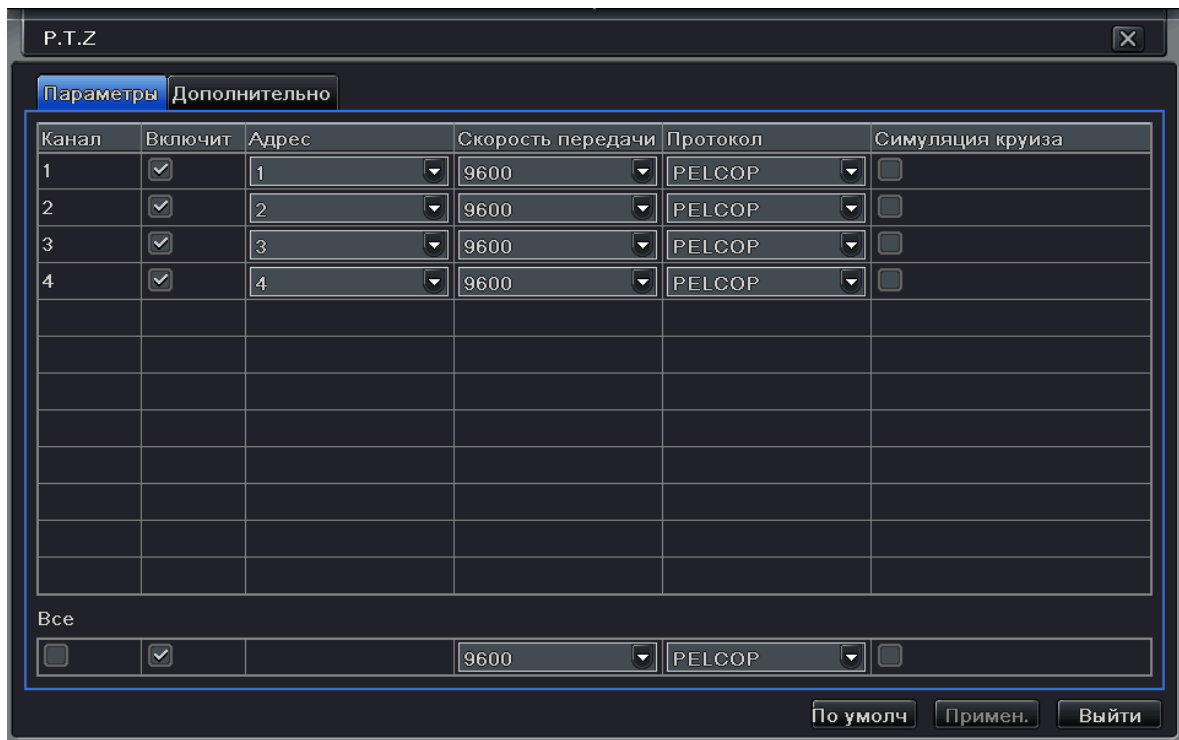 P.T.Z
Параметры Дополнительно
Канал Включит Адрес Скорость передачи Протокол Симуляция круиза
1 1 9600 PELCOP
2 2 9600 PELCOP
3 3 9600 PELCOP
4 4 9600 PELCOP
Все
9600 PELCOP
По умолч Примен. Выйти